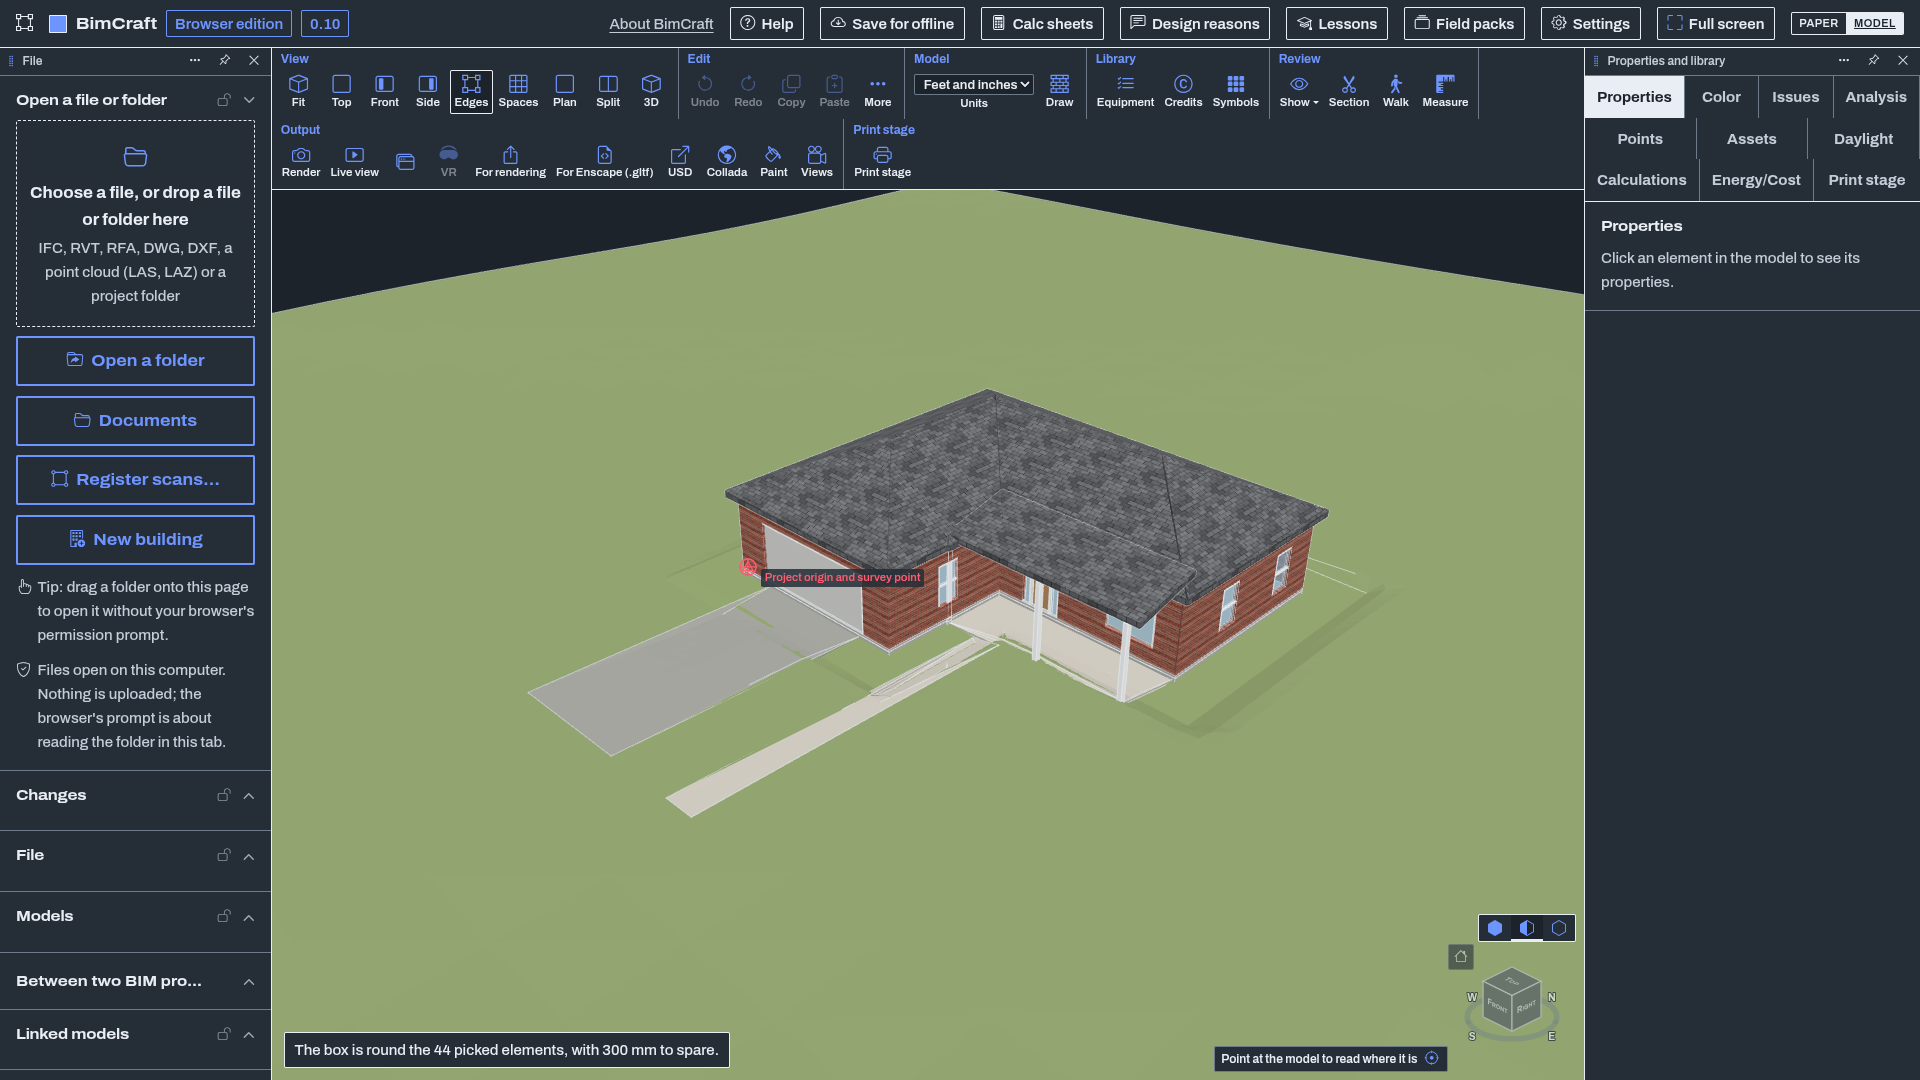 BimCraft
Browser edition
0.10
About BimCraft
Help
Save for offline
Calc sheets
Design reasons
Lessons
Field packs
Settings
Full screen
PAPER
MODEL
File
Open a file or folder
Choose a file, or drop a file
or folder here
IFC, RVT, RFA, DWG, DXF, a
point cloud (LAS, LAZ) or a
project folder
Open a folder
Documents
Register scans...
New building
Tip: drag a folder onto this page
to open it without your browser's
permission prompt.
Files open on this computer.
Nothing is uploaded; the
browser's prompt is about
reading the folder in this tab.
Changes
File
Models
Between two BIM pro...
Linked models
View
Fit
Top
Front
Side
Edges
Spaces
Plan
Split
3D
Edit
Undo
Redo
Copy
Paste
More
Model
Feet and inches
Units
Draw
Library
Equipment
Credits
Symbols
Review
Show
Section
Walk
Measure
Output
Render
Live view
VR
For rendering
For Enscape (.gltf)
USD
Collada
Paint
Views
Print stage
Print stage
Project origin and survey point
The box is round the 44 picked elements, with 300 mm to spare.
Point at the model to read where it is
W
N
S
E
TOP
FRONT
RIGHT
Properties and library
Properties
Color
Issues
Analysis
Points
Assets
Daylight
Calculations
Energy/Cost
Print stage
Properties
Click an element in the model to see its
properties.